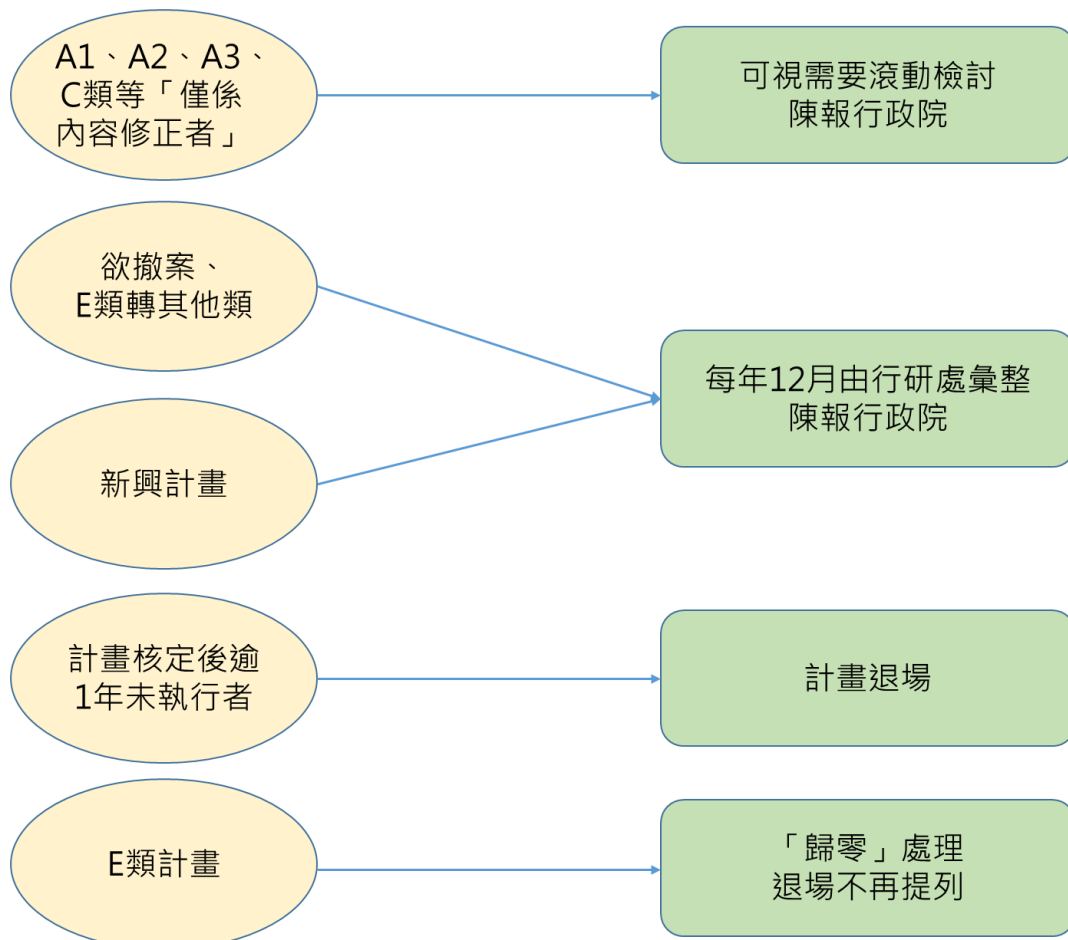 A1、A2、A3、
C類等「僅係
內容修正者」
可視需要滾動檢討
陳報行政院
欲撤案、
E類轉其他類
每年12月由行研處彙整
陳報行政院
新興計畫
計畫核定後逾
1年未執行者
計畫退場
E類計畫
「歸零」處理
退場不再提列